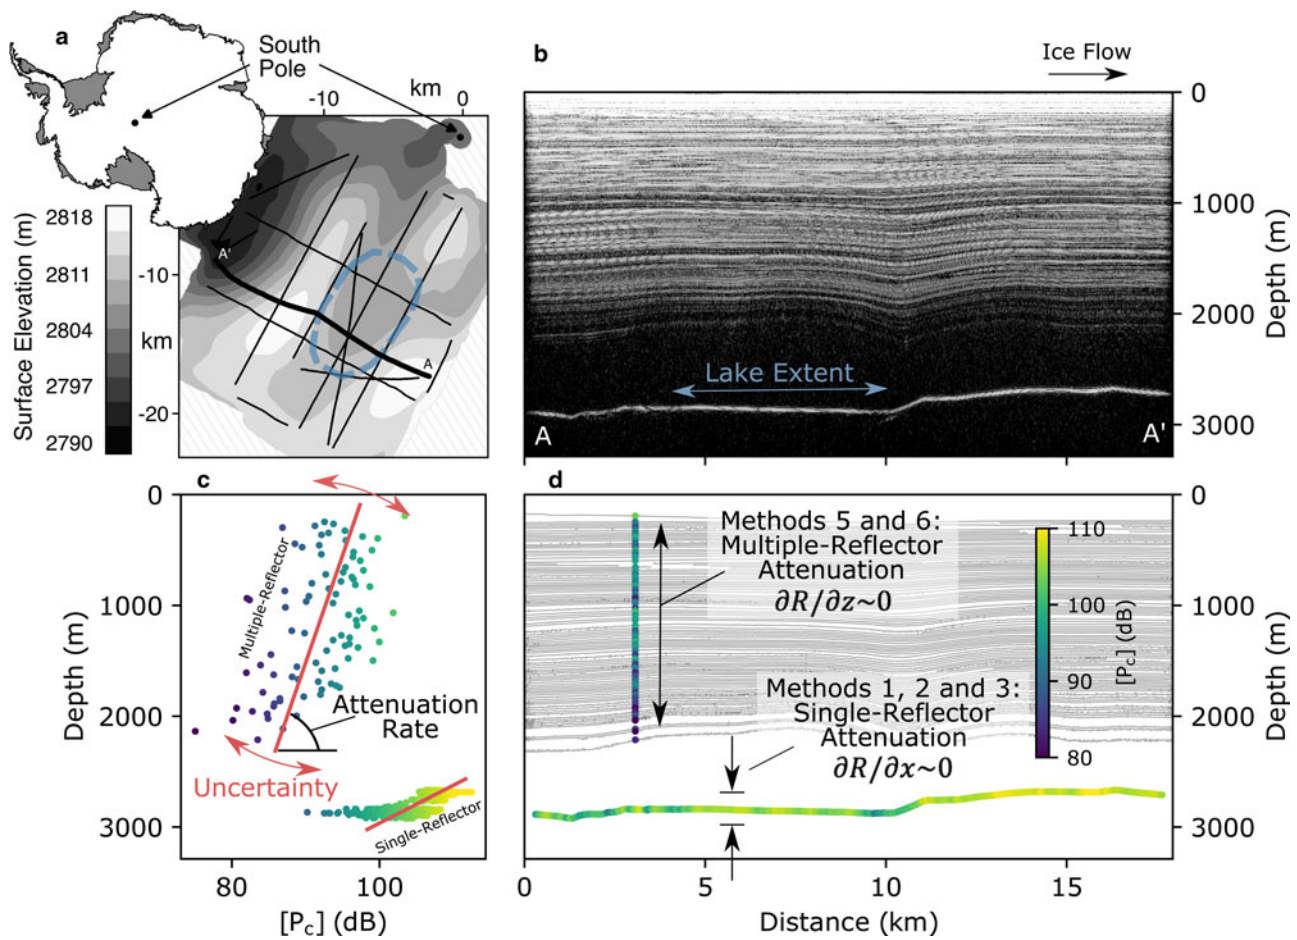 a
South
Pole
km
-10
0
Surface Elevation (m)
2818
2811
2804
2797
2790
-10
km
-20
A'
A
b
Ice Flow
0
1000
2000
3000
Depth (m)
Lake Extent
A
A'
c
0
1000
2000
3000
Depth (m)
Multiple-Reflector
Attenuation
Rate
Uncertainty
Single-Reflector
80
100
[P_c] (dB)
d
Methods 5 and 6:
Multiple-Reflector
Attenuation
∂R/∂z~0
Methods 1, 2 and 3:
Single-Reflector
Attenuation
∂R/∂x~0
110
100
90
80
[P_c] (dB)
0
1000
2000
3000
Depth (m)
0
5
10
15
Distance (km)